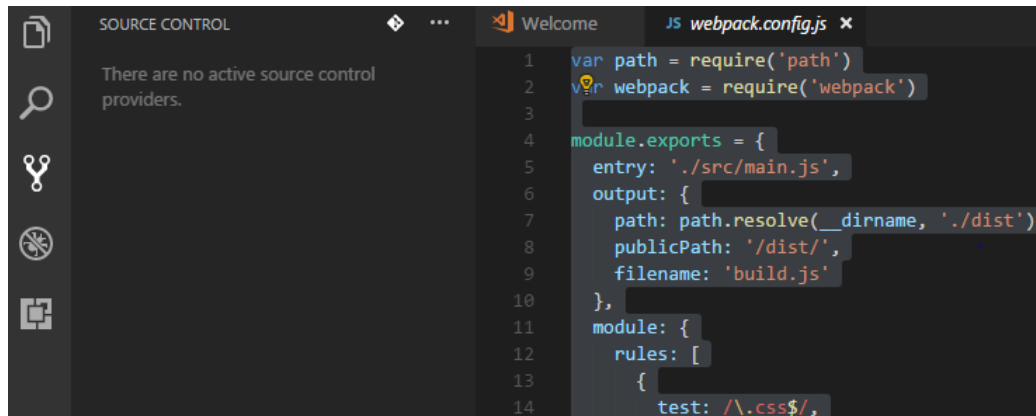 SOURCE CONTROL
There are no active source control
providers.
Welcome
JS webpack.config.js
1 var path = require('path')
2 var webpack = require('webpack')
3
4 module.exports = {
5 entry: './src/main.js',
6 output: {
7 path: path.resolve(__dirname, './dist')
8 publicPath: '/dist/',
9 filename: 'build.js'
10 },
11 module: {
12 rules: [
13 {
14 test: /\.css$/,